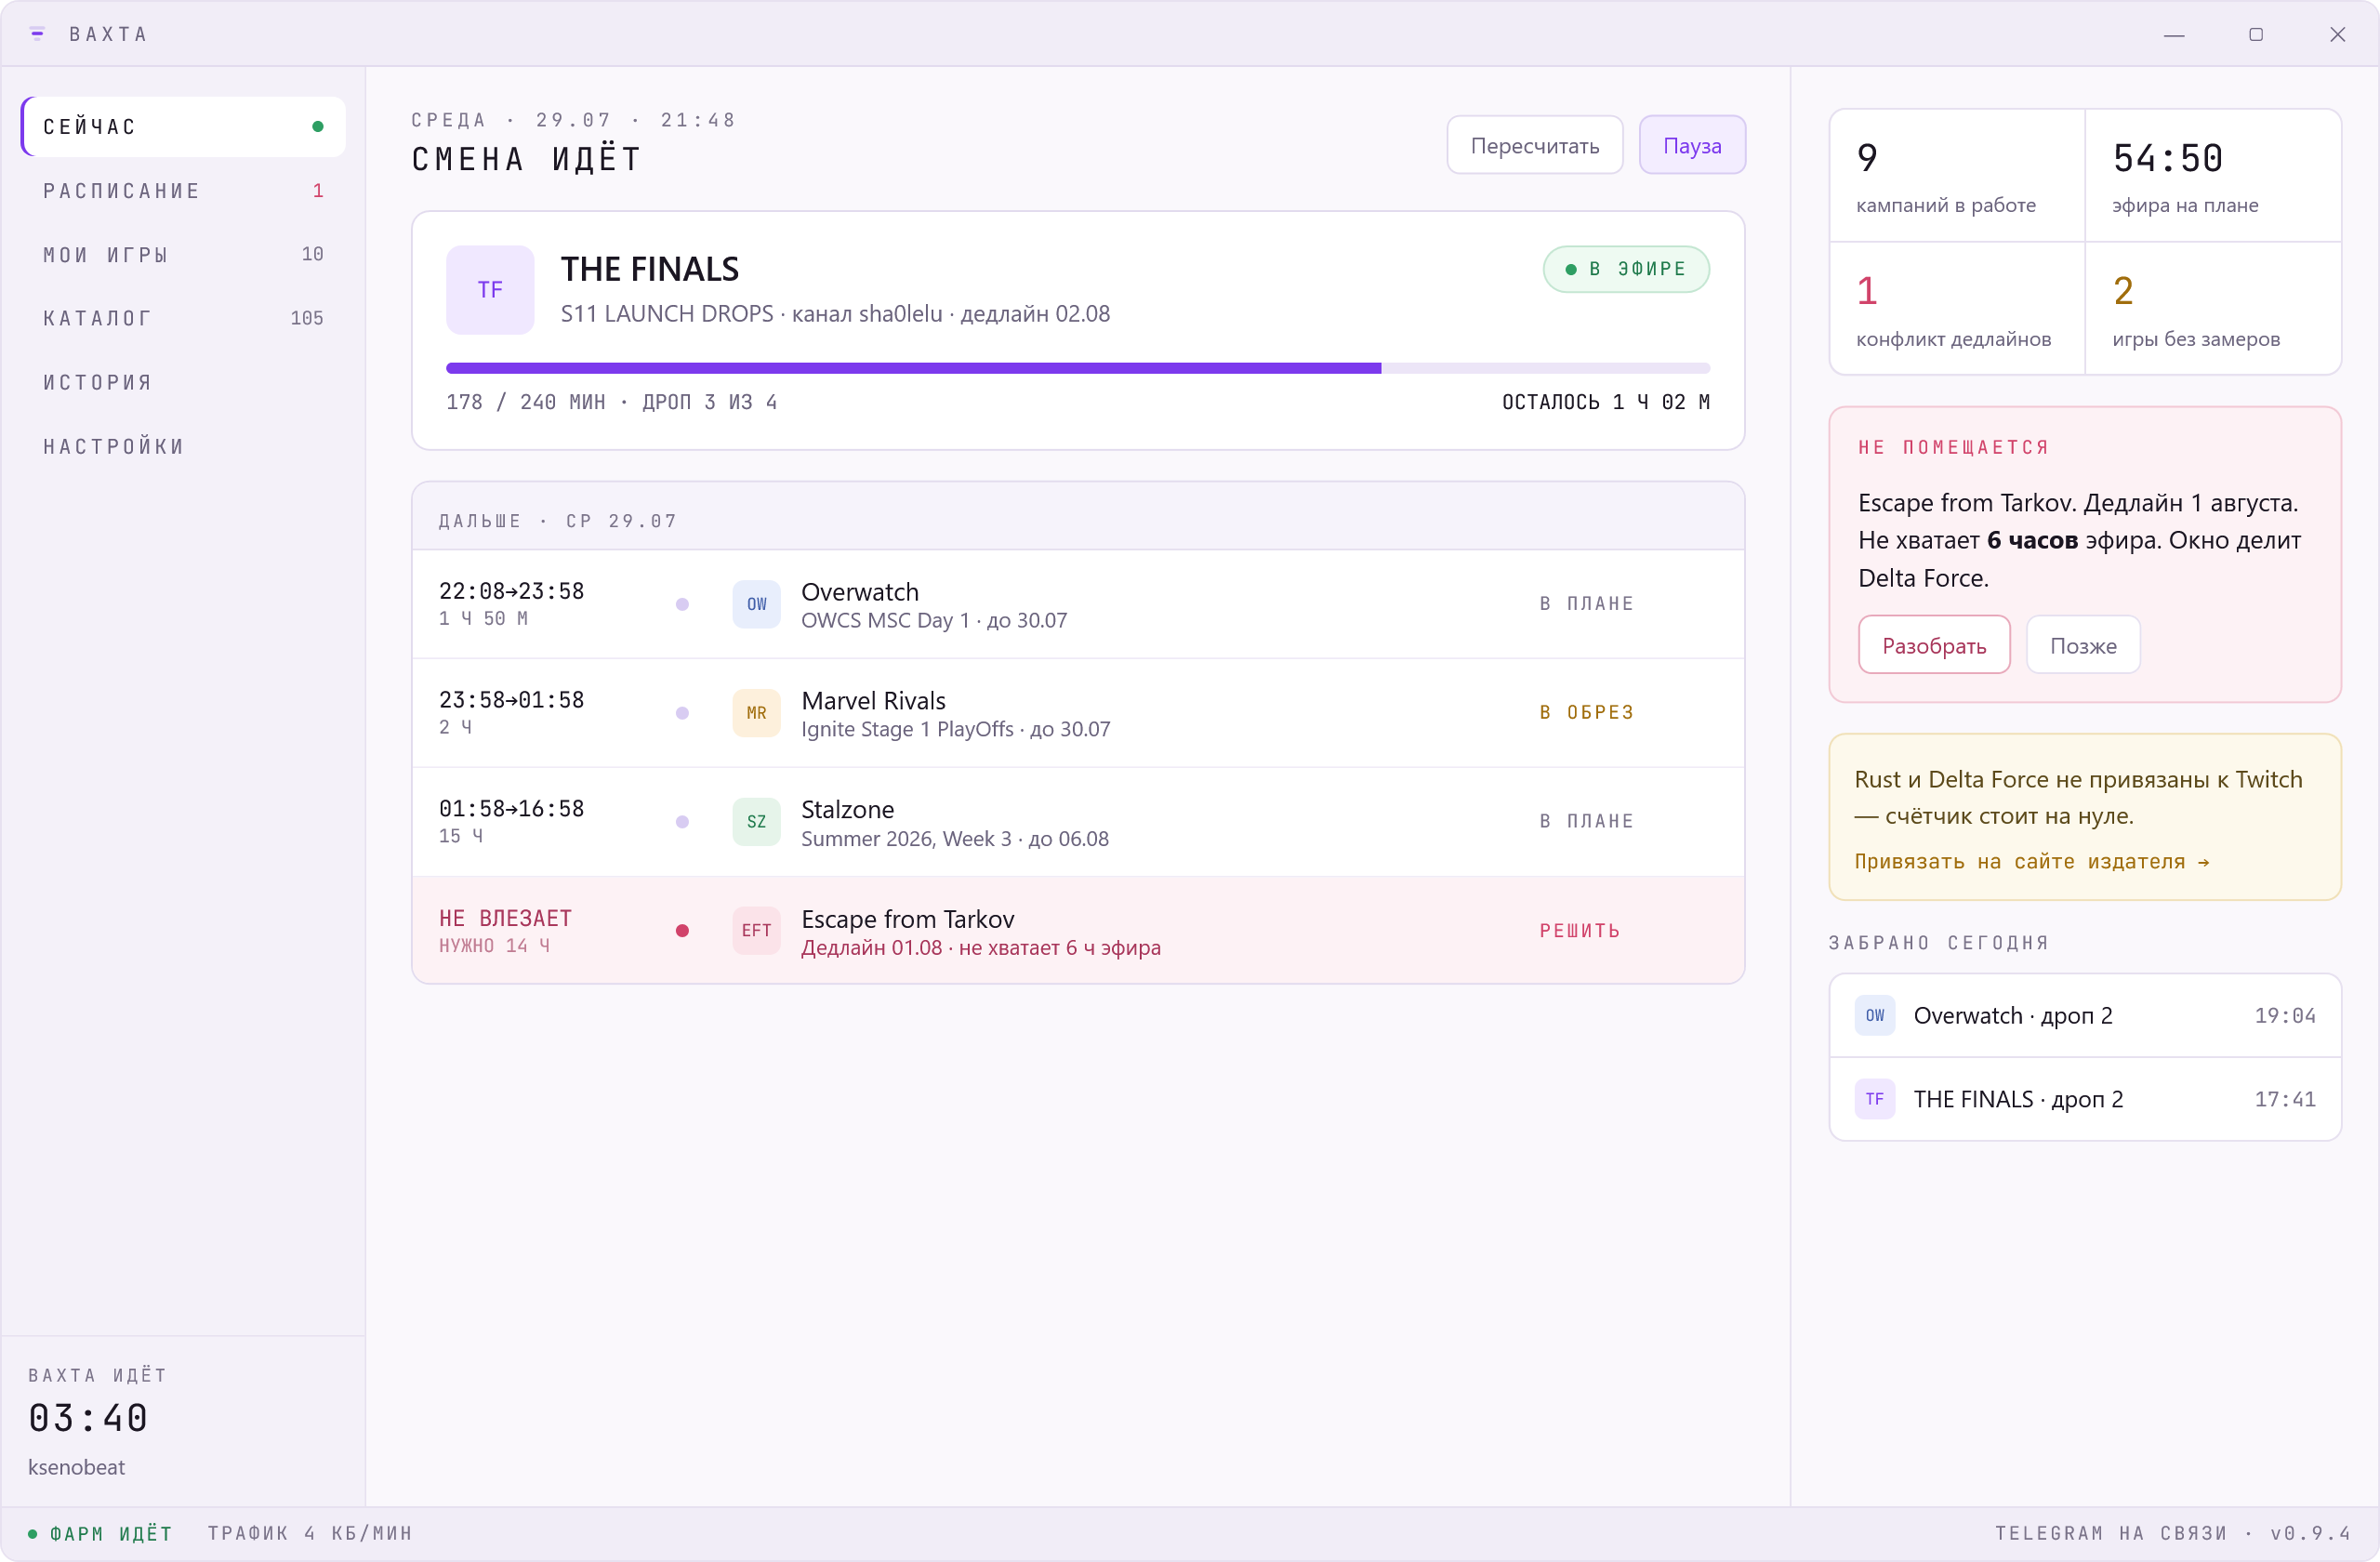 ВАХТА
СЕЙЧАС
РАСПИСАНИЕ 1
МОИ ИГРЫ 10
КАТАЛОГ 105
ИСТОРИЯ
НАСТРОЙКИ
ВАХТА ИДЁТ
03:40
ksenobeat
СРЕДА · 29.07 · 21:48
СМЕНА ИДЁТ
Пересчитать
Пауза
TF
THE FINALS
S11 LAUNCH DROPS · канал sha0lelu · дедлайн 02.08
В ЭФИРЕ
178 / 240 МИН · ДРОП 3 ИЗ 4
ОСТАЛОСЬ 1 Ч 02 М
ДАЛЬШЕ · СР 29.07
22:08→23:58
1 Ч 50 М
OW
Overwatch
OWCS MSC Day 1 · до 30.07
В ПЛАНЕ
23:58→01:58
2 Ч
MR
Marvel Rivals
Ignite Stage 1 PlayOffs · до 30.07
В ОБРЕЗ
01:58→16:58
15 Ч
SZ
Stalzone
Summer 2026, Week 3 · до 06.08
В ПЛАНЕ
НЕ ВЛЕЗАЕТ
НУЖНО 14 Ч
EFT
Escape from Tarkov
Дедлайн 01.08 · не хватает 6 ч эфира
РЕШИТЬ
9
кампаний в работе
54:50
эфира на плане
1
конфликт дедлайнов
2
игры без замеров
НЕ ПОМЕЩАЕТСЯ
Escape from Tarkov. Дедлайн 1 августа.
Не хватает 6 часов эфира. Окно делит
Delta Force.
Разобрать
Позже
Rust и Delta Force не привязаны к Twitch
— счётчик стоит на нуле.
Привязать на сайте издателя →
ЗАБРАНО СЕГОДНЯ
OW Overwatch · дроп 2 19:04
TF THE FINALS · дроп 2 17:41
ФАРМ ИДЁТ ТРАФИК 4 КБ/МИН
TELEGRAM НА СВЯЗИ · v0.9.4